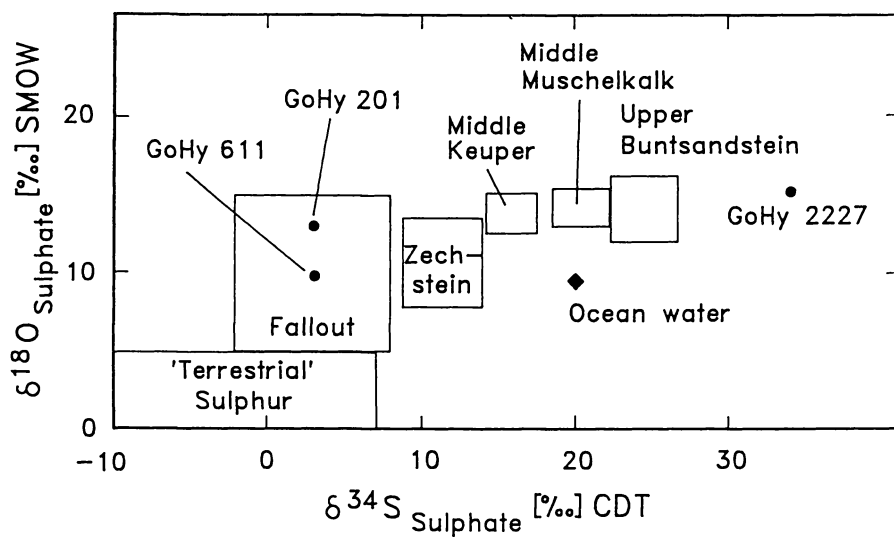 Middle
Muschelkalk
GoHy 201
Upper
Buntsandstein
Middle
Keuper
GoHy 611
GoHy 2227
Zech-
stein
Fallout
Ocean water
'Terrestrial'
Sulphur
20
10
0
δ18O Sulphate [‰] SMOW
-10
0
10
20
30
δ34S Sulphate [‰] CDT